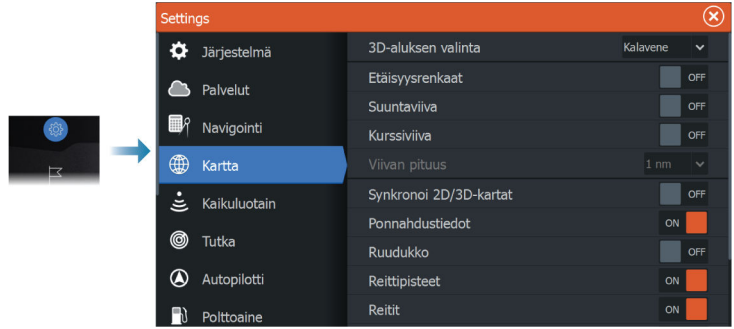 Settings
Järjestelmä
Palvelut
Navigointi
Kartta
Kaikuluotain
Tutka
Autopilotti
Polttoaine
3D-aluksen valinta Kalavene
Etäisyysrenkaat OFF
Suuntaviiva OFF
Kurssiviiva OFF
Viivan pituus 1 nm
Synkronoi 2D/3D-kartat OFF
Ponnahdustiedot ON
Ruudukko OFF
Reittipisteet ON
Reitit ON